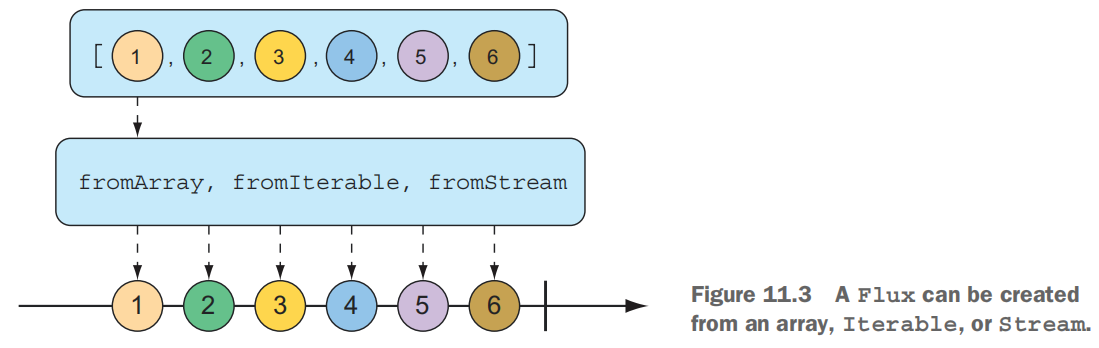 [ 1 , 2 , 3 , 4 , 5 , 6 ]
fromArray, fromIterable, fromStream
1 2 3 4 5 6
Figure 11.3 A Flux can be created
from an array, Iterable, or Stream.